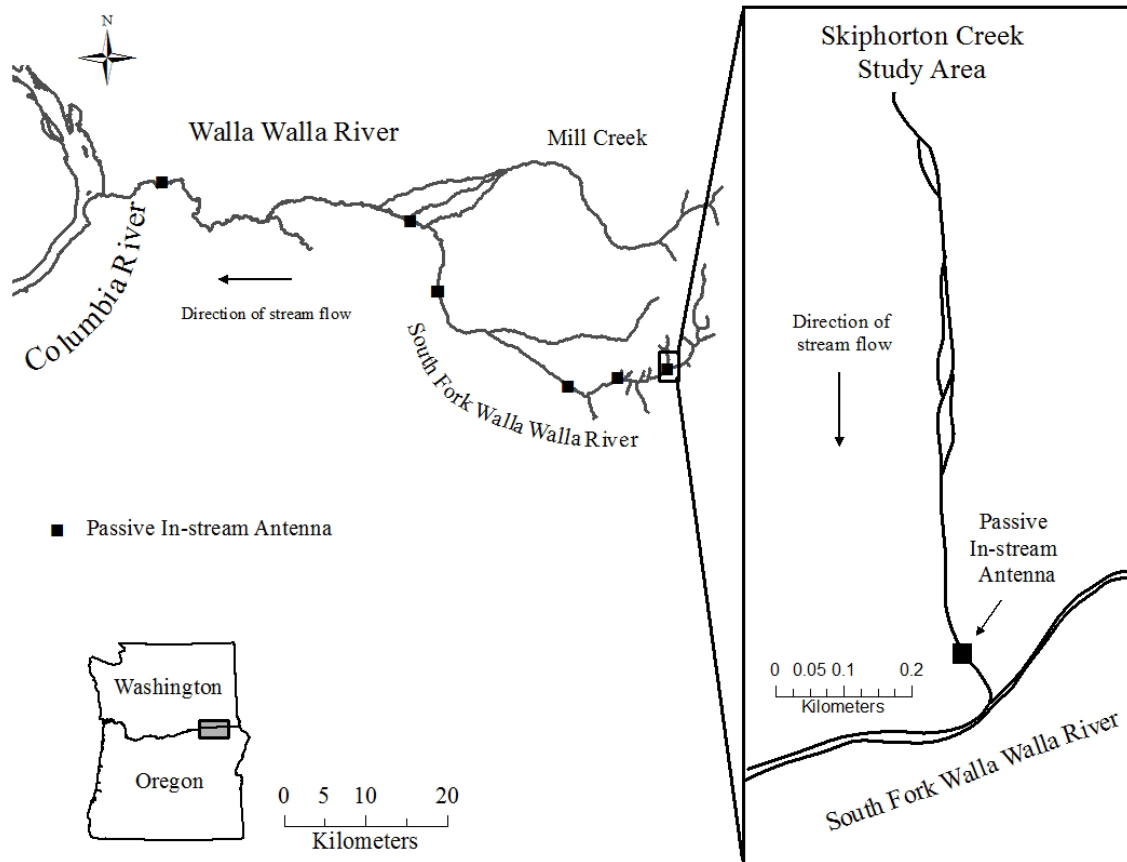 N
Walla Walla River
Mill Creek
Columbia River
Direction of stream flow
South Fork Walla Walla River
Passive In-stream Antenna
Washington
Oregon
0 5 10 20
Kilometers
Skiphorton Creek
Study Area
Direction of
stream flow
Passive
In-stream
Antenna
0 0.05 0.1 0.2
Kilometers
South Fork Walla Walla River